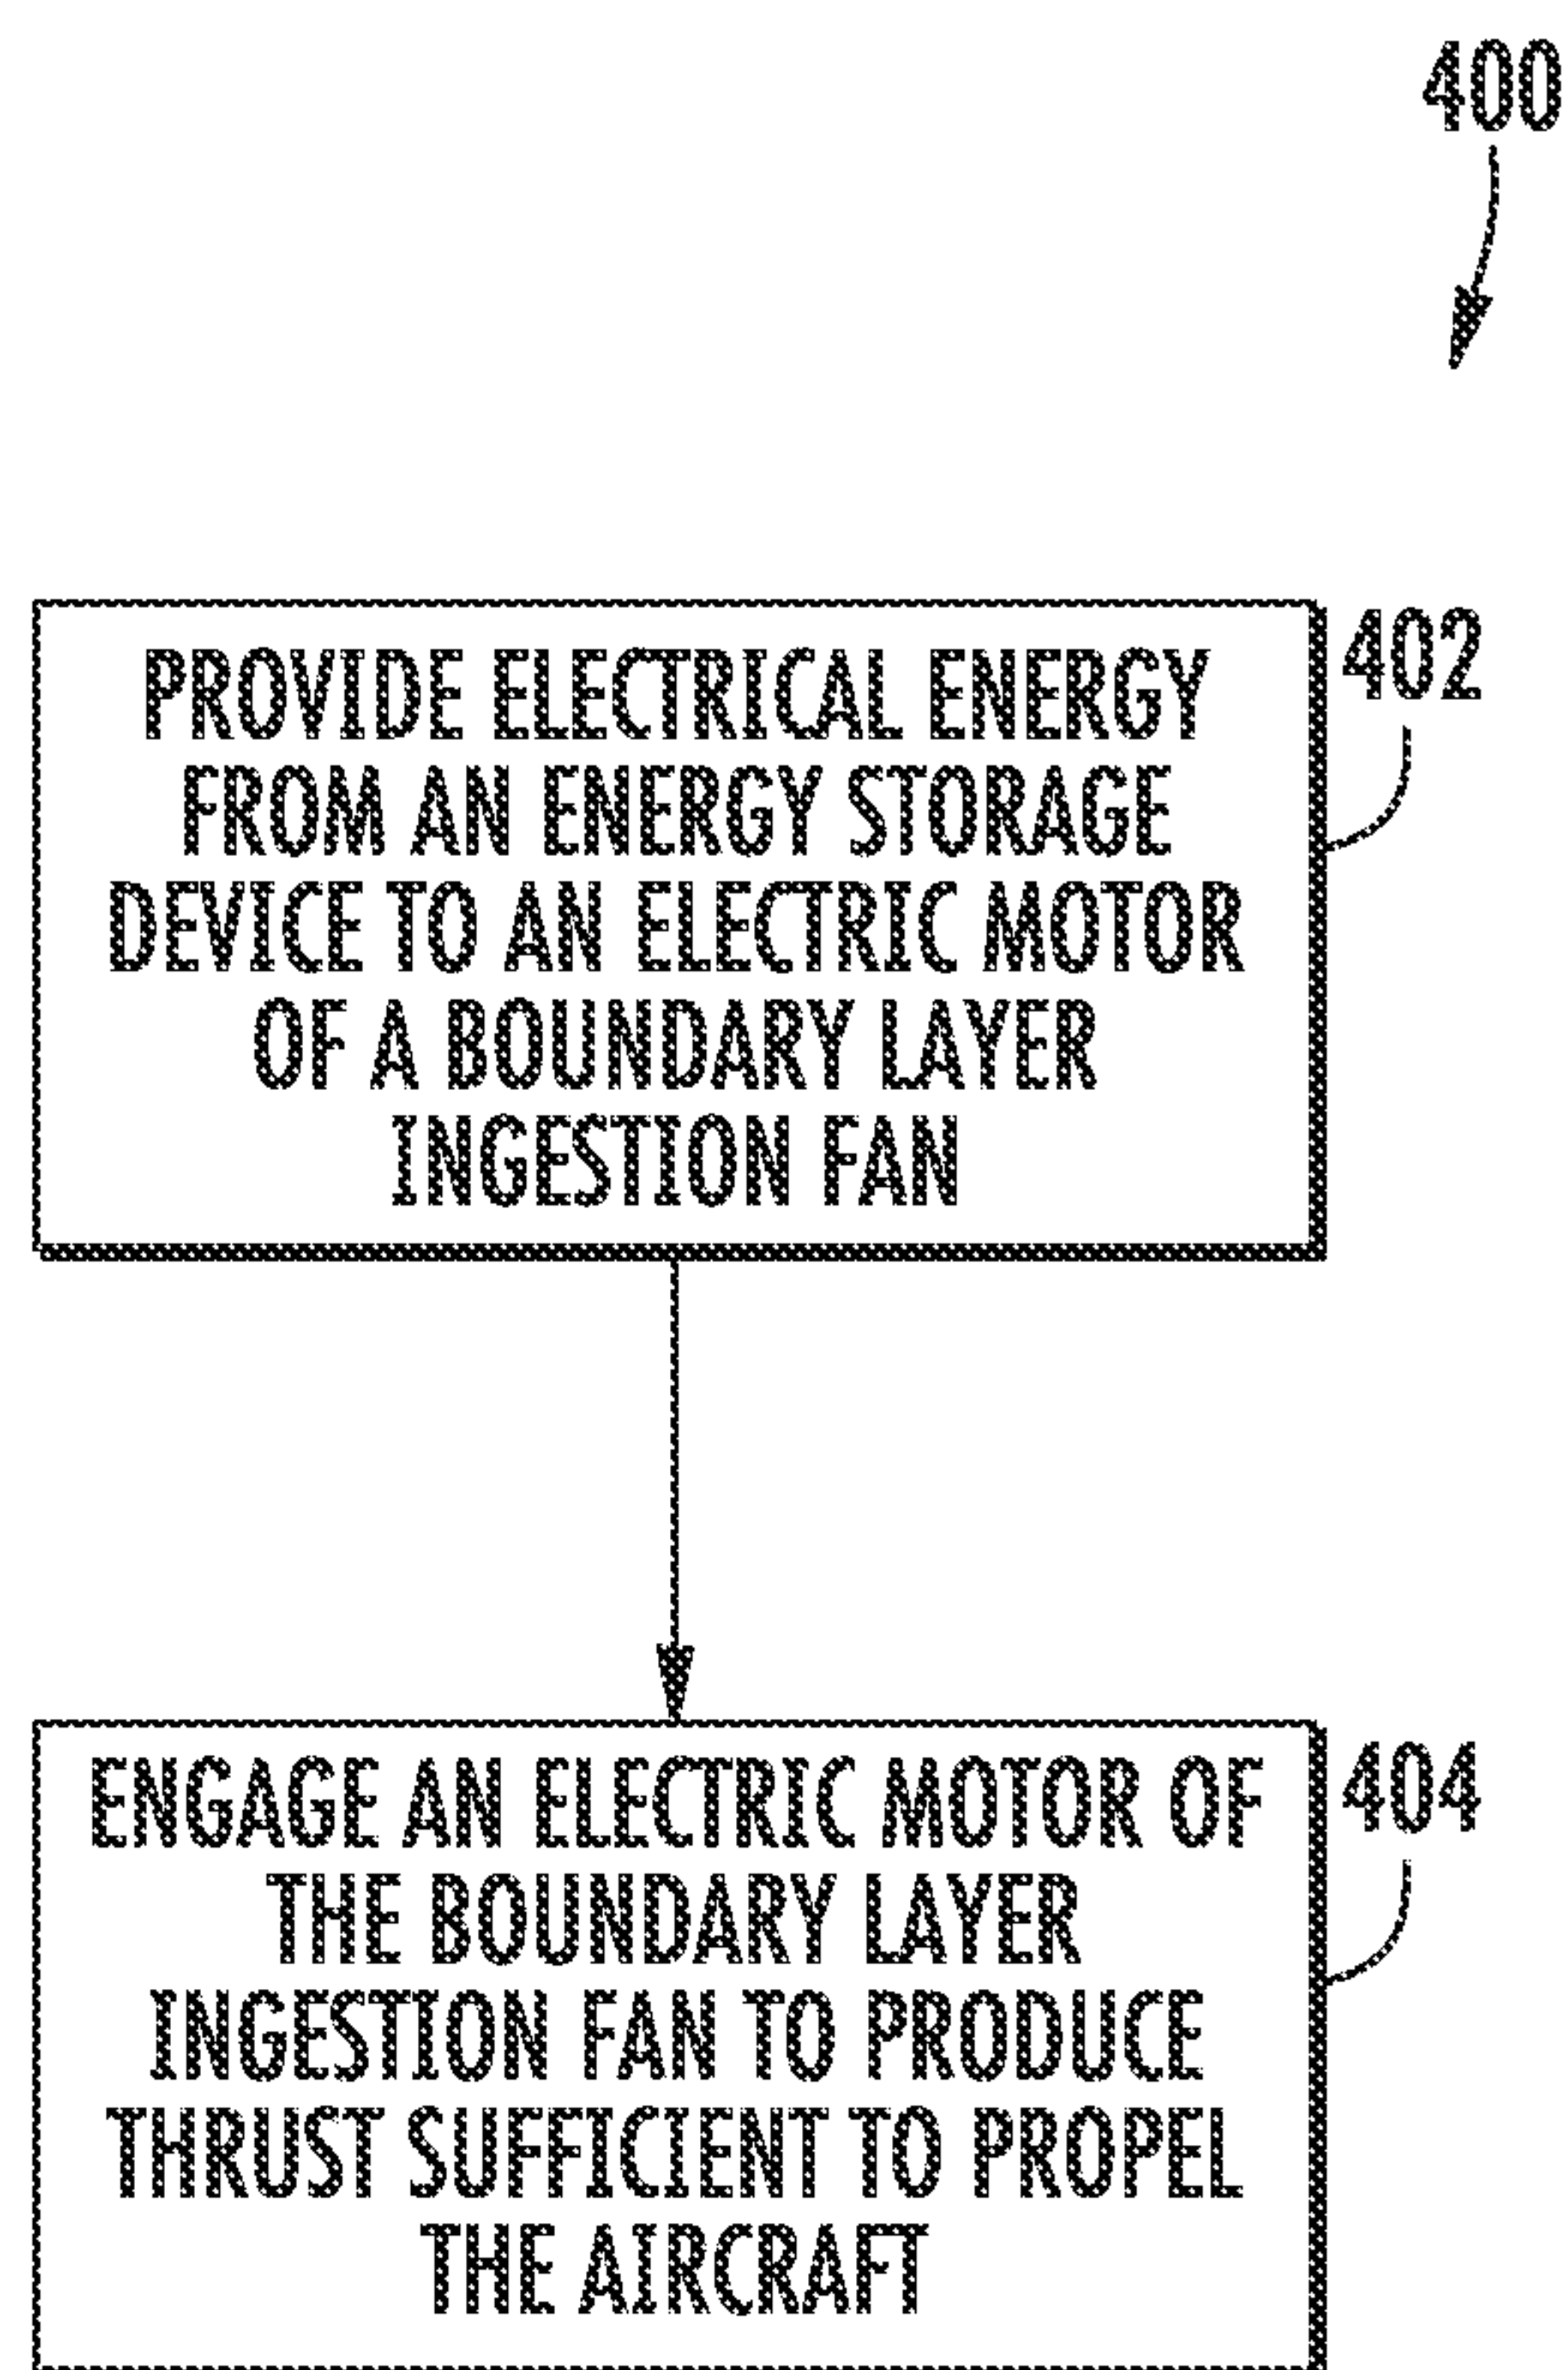 400
PROVIDE ELECTRICAL ENERGY
FROM AN ENERGY STORAGE
DEVICE TO AN ELECTRIC MOTOR
OF A BOUNDARY LAYER
INGESTION FAN
402
ENGAGE AN ELECTRIC MOTOR OF
THE BOUNDARY LAYER
INGESTION FAN TO PRODUCE
THRUST SUFFICIENT TO PROPEL
THE AIRCRAFT
404